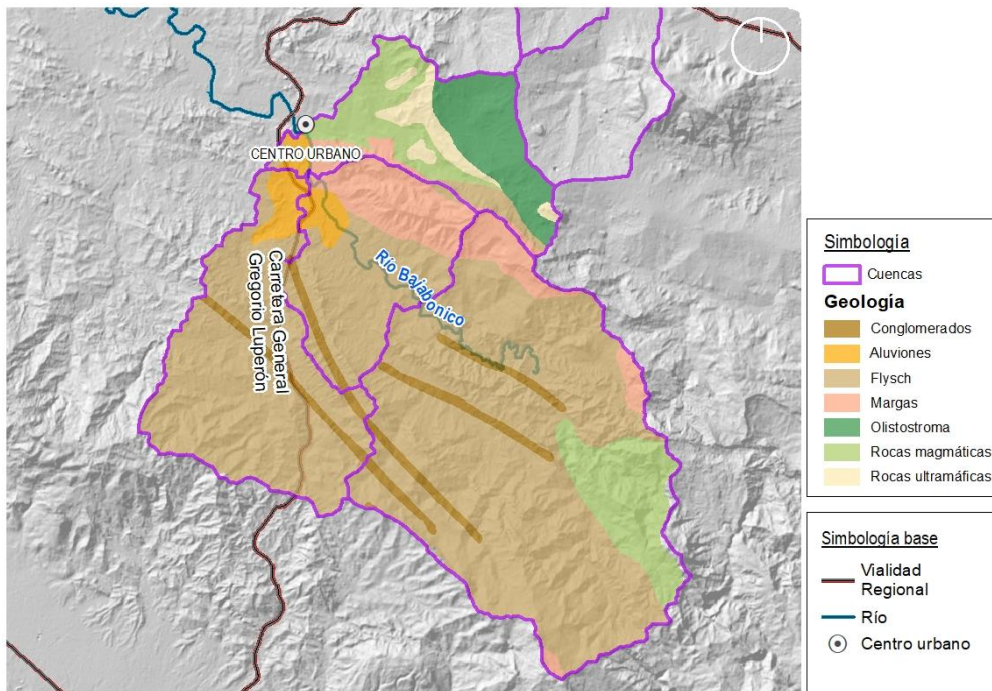 CENTRO URBANO
Río Bajabonico
Carretera General
Gregorio Luperón
Simbología
Cuencas
Geología
Conglomerados
Aluviones
Flysch
Margas
Olistostroma
Rocas magmáticas
Rocas ultramáficas
Simbología base
Vialidad
Regional
Río
Centro urbano